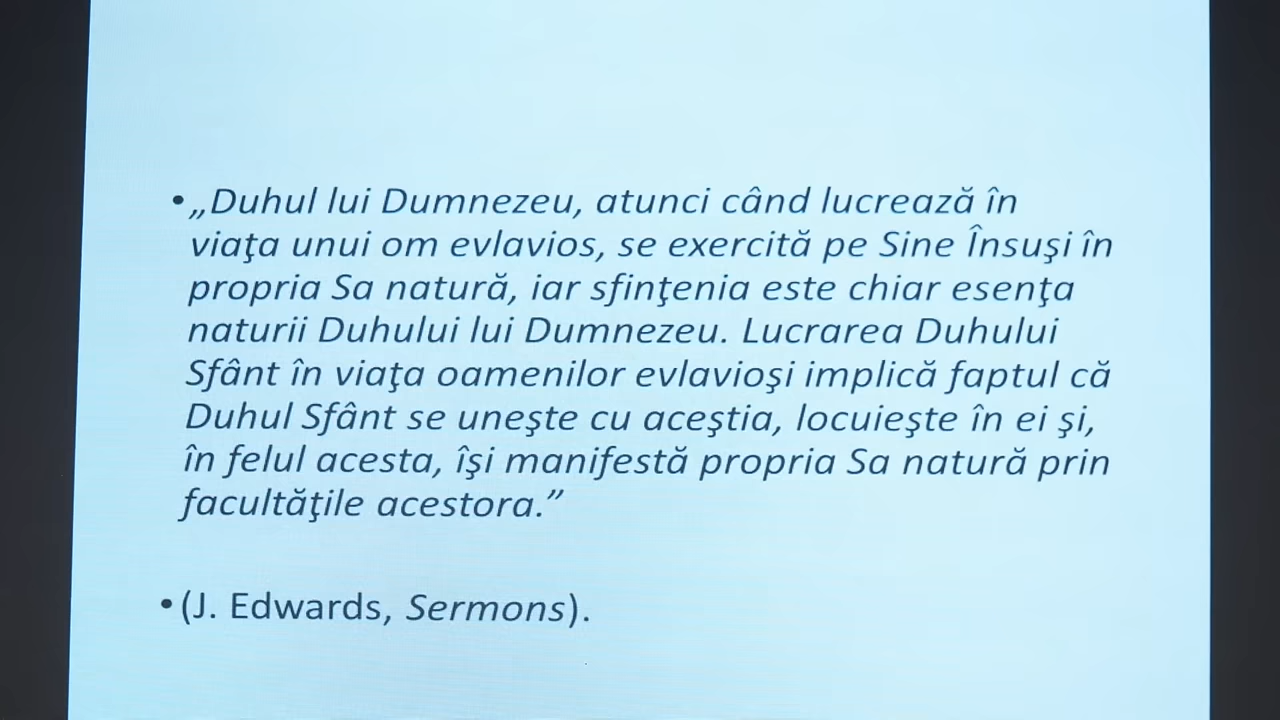 • „Duhul lui Dumnezeu, atunci când lucrează în
viaţa unui om evlavios, se exercită pe Sine Însuşi în
propria Sa natură, iar sfinţenia este chiar esenţa
naturii Duhului lui Dumnezeu. Lucrarea Duhului
Sfânt în viaţa oamenilor evlavioşi implică faptul că
Duhul Sfânt se uneşte cu aceştia, locuieşte în ei şi,
în felul acesta, îşi manifestă propria Sa natură prin
facultăţile acestora.”
• (J. Edwards, Sermons).